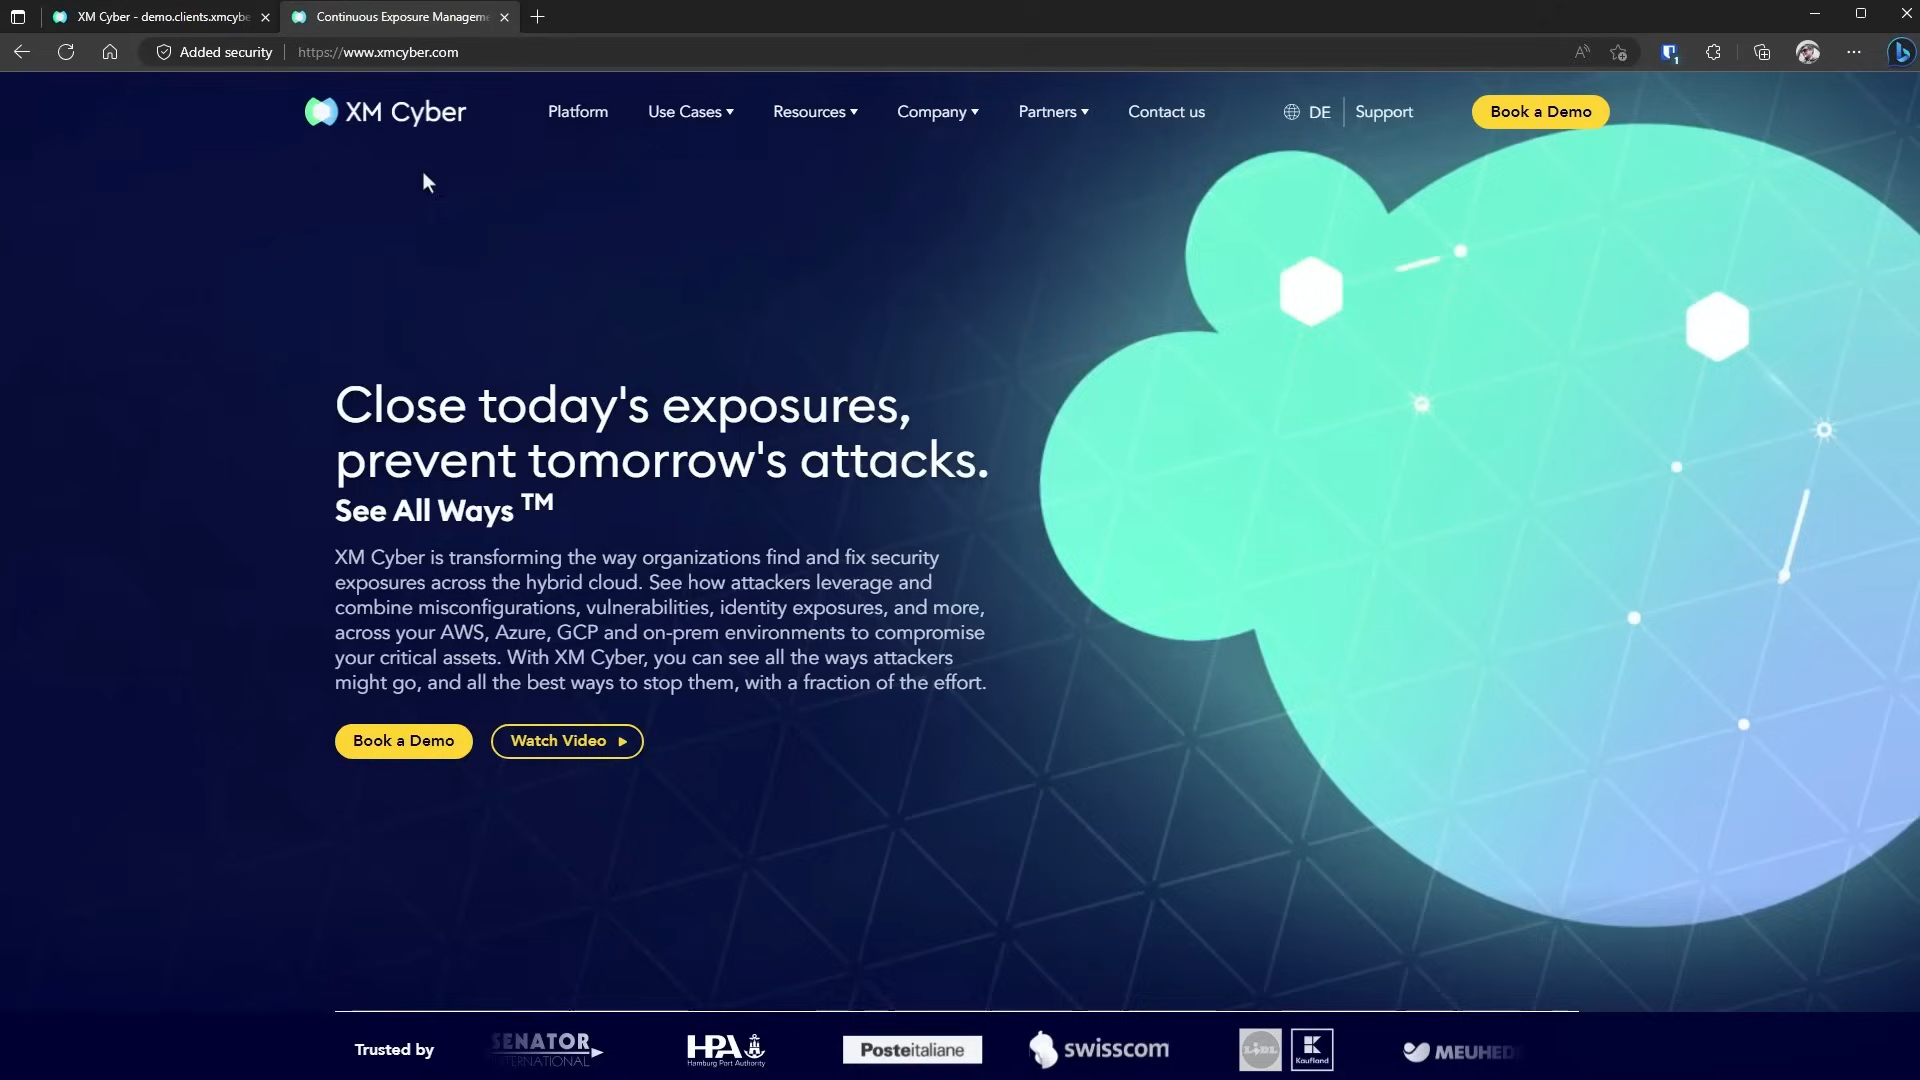 XM Cyber - demo.clients.xmcybe
Continuous Exposure Manageme
Added security
https://www.xmcyber.com
1
XM Cyber
Platform
Use Cases
Resources
Company
Partners
Contact us
DE
Support
Book a Demo
Close today's exposures,
prevent tomorrow's attacks.
See All Ways TM
XM Cyber is transforming the way organizations find and fix security
exposures across the hybrid cloud. See how attackers leverage and
combine misconfigurations, vulnerabilities, identity exposures, and more,
across your AWS, Azure, GCP and on-prem environments to compromise
your critical assets. With XM Cyber, you can see all the ways attackers
might go, and all the best ways to stop them, with a fraction of the effort.
Book a Demo
Watch Video
Trusted by
SENATOR
INTERNATIONAL
HPA
Hamburg Port Authority
Posteitaliane
swisscom
LIDL
K
Kaufland
MEUHED